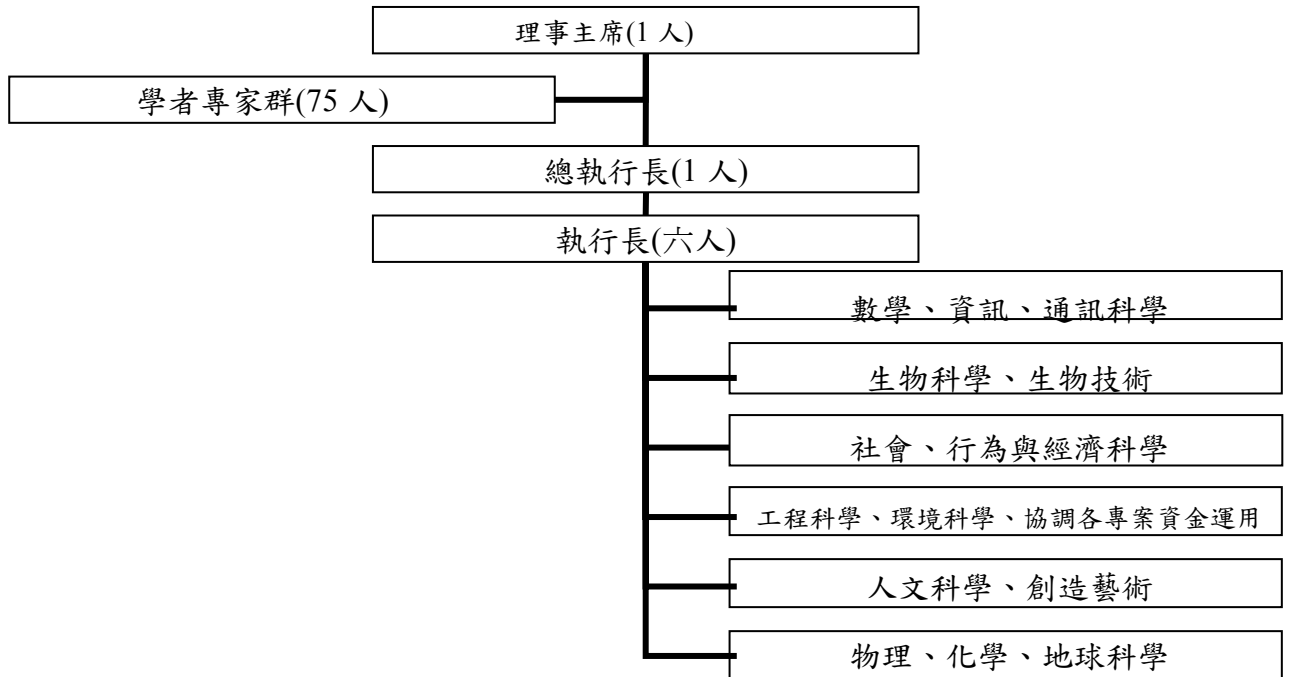 理事主席(1 人)
學者專家群(75 人)
總執行長(1 人)
執行長(六人)
數學、資訊、通訊科學
生物科學、生物技術
社會、行為與經濟科學
工程科學、環境科學、協調各專案資金運用
人文科學、創造藝術
物理、化學、地球科學